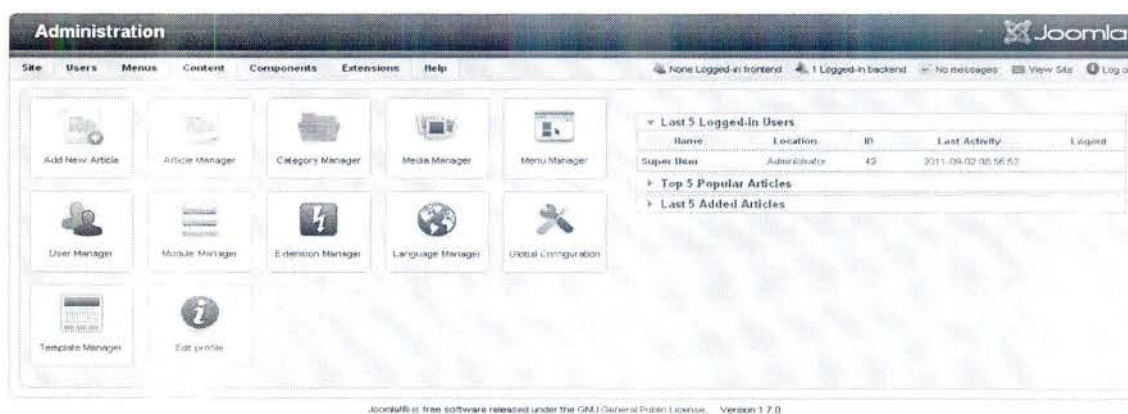 Administration
Joomla
Site Users Menus Content Components Extensions Help
None Logged-in frontend 1 Logged-in backend No messages View Site Log o
Add New Article Article Manager Category Manager Media Manager Menu Manager
User Manager Module Manager Extension Manager Language Manager Global Configuration
Template Manager Edit profile
Last 5 Logged-in Users
Name Location ID Last Activity Logout
Super User Administrator 42 2011-09-02 08:56:52
Top 5 Popular Articles
Last 5 Added Articles
Joomla!® is free software released under the GNU General Public License. Version 1.7.0